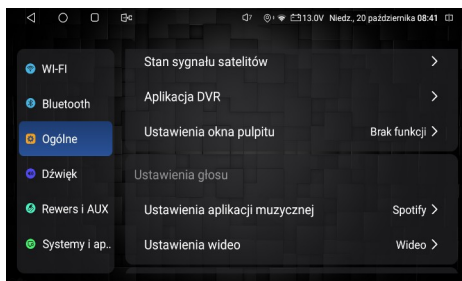 7 13.0V Niedz., 20 października 08:41
WI-FI
Bluetooth
Ogólne
Dźwięk
Rewers i AUX
Systemy i ap..
Stan sygnału satelitów
Aplikacja DVR
Ustawienia okna pulpitu Brak funkcji
Ustawienia głosu
Ustawienia aplikacji muzycznej Spotify
Ustawienia wideo Wideo